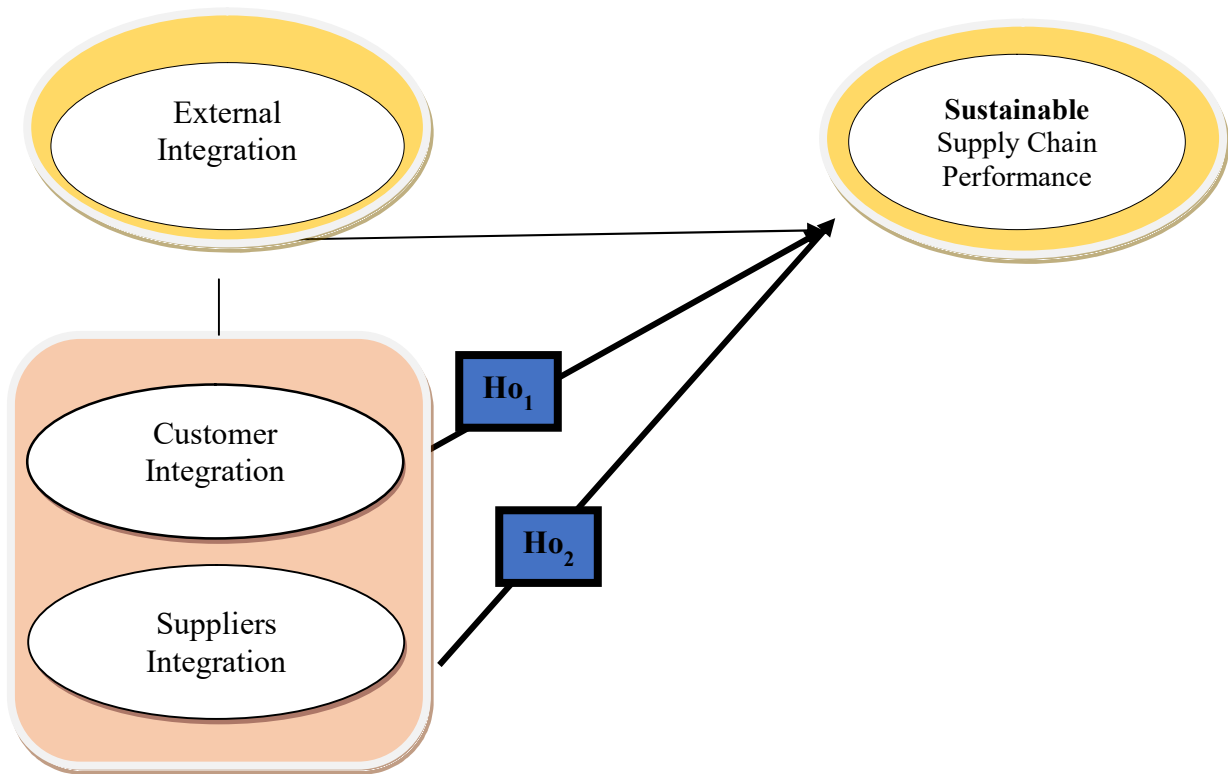 External
Integration
Sustainable
Supply Chain
Performance
Customer
Integration
Ho1
Ho2
Suppliers
Integration